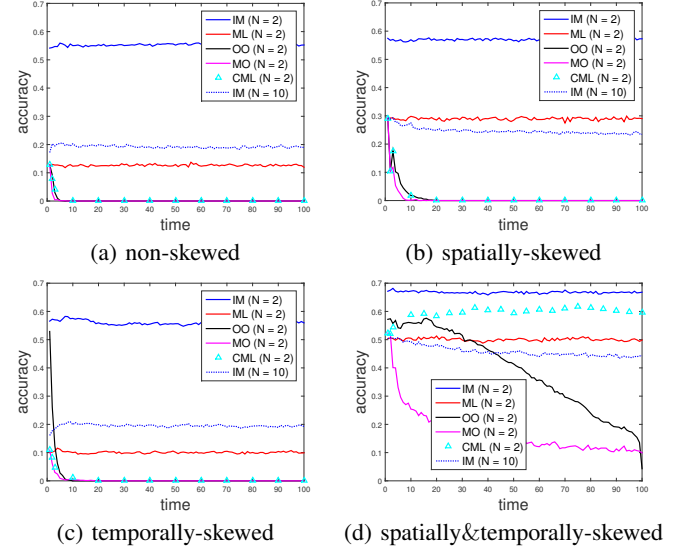 0.7
0.6
0.5
0.4
0.3
0.2
0.1
0
accuracy
IM (N = 2)
ML (N = 2)
OO (N = 2)
MO (N = 2)
CML (N = 2)
IM (N = 10)
0 10 20 30 40 50 60 70 80 90 100
time
(a) non-skewed
0.6
0.5
0.4
0.3
0.2
0.1
0
accuracy
IM (N = 2)
ML (N = 2)
OO (N = 2)
MO (N = 2)
CML (N = 2)
IM (N = 10)
0 10 20 30 40 50 60 70 80 90 100
time
(b) spatially-skewed
0.7
0.6
0.5
0.4
0.3
0.2
0.1
0
accuracy
IM (N = 2)
ML (N = 2)
OO (N = 2)
MO (N = 2)
CML (N = 2)
IM (N = 10)
0 10 20 30 40 50 60 70 80 90 100
time
(c) temporally-skewed
0.7
0.6
0.5
0.4
0.3
0.2
0.1
0
accuracy
IM (N = 2)
ML (N = 2)
OO (N = 2)
MO (N = 2)
CML (N = 2)
IM (N = 10)
0 10 20 30 40 50 60 70 80 90 100
time
(d) spatially&temporally-skewed